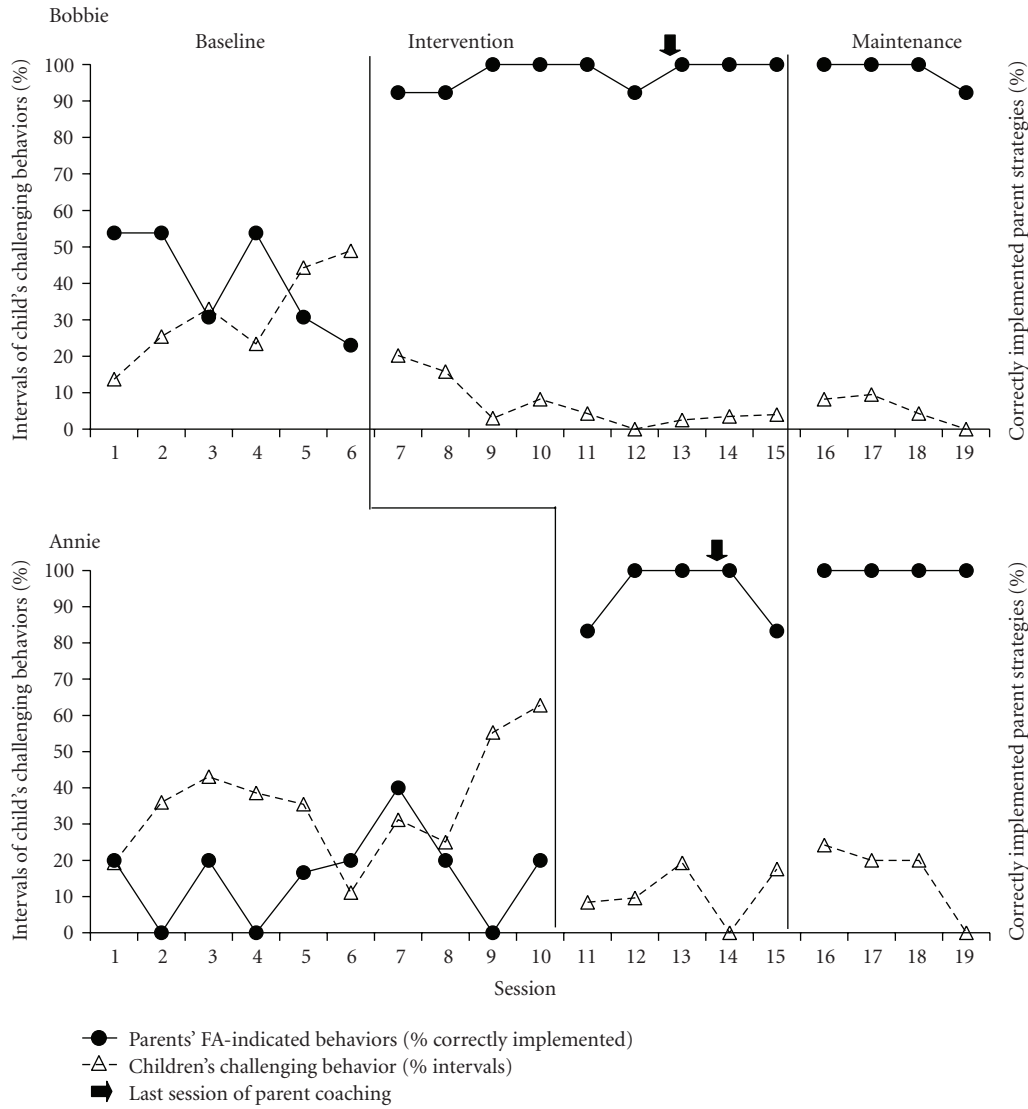 Bobbie
Baseline
Intervention
Maintenance
Intervals of child's challenging behaviors (%)
100
90
80
70
60
50
40
30
20
10
0
1 2 3 4 5 6 7 8 9 10 11 12 13 14 15 16 17 18 19
Correctly implemented parent strategies (%)
Annie
Intervals of child's challenging behaviors (%)
100
90
80
70
60
50
40
30
20
10
0
1 2 3 4 5 6 7 8 9 10 11 12 13 14 15 16 17 18 19
Correctly implemented parent strategies (%)
Session
Parents' FA-indicated behaviors (% correctly implemented)
Children's challenging behavior (% intervals)
Last session of parent coaching